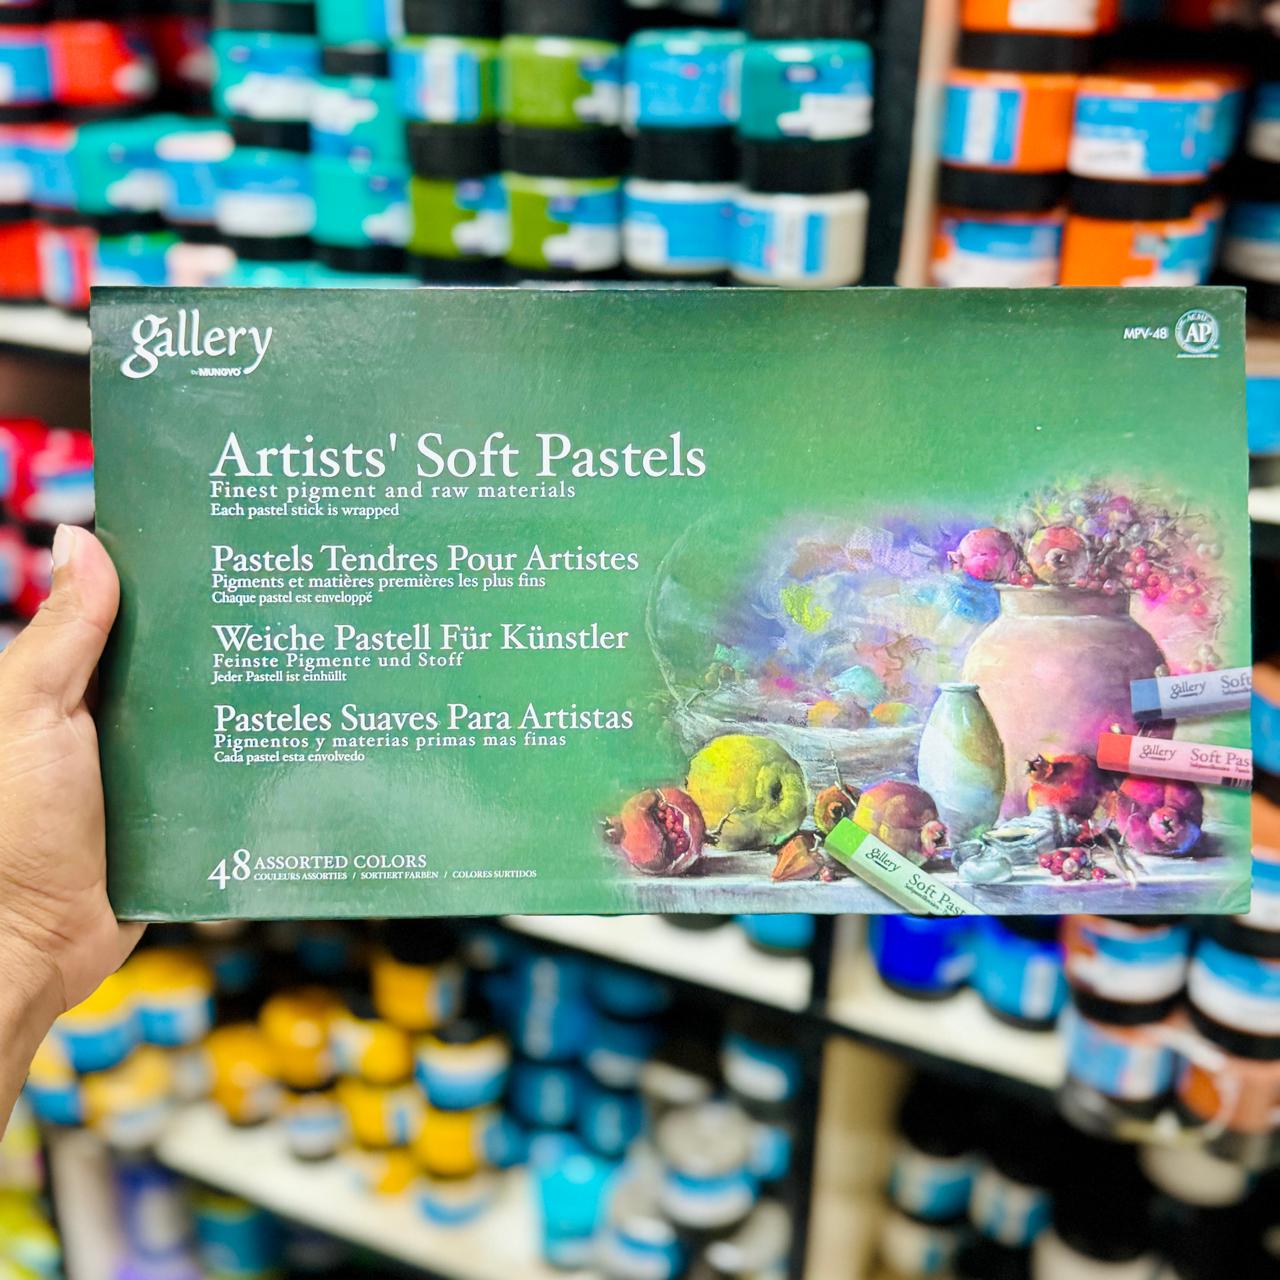 gallery
by MUNGYO
MPV-48
AP
Artists' Soft Pastels
Finest pigment and raw materials
Each pastel stick is wrapped
Pastels Tendres Pour Artistes
Pigments et matières premières les plus fins
Chaque pastel est enveloppé
Weiche Pastell Für Künstler
Feinste Pigmente und Stoff
Jeder Pastell ist einhüllt
Pasteles Suaves Para Artistas
Pigmentos y materias primas mas finas
Cada pastel esta envolvedo
48 ASSORTED COLORS
COULEURS ASSORTIES / SORTIERT FARBEN / COLORES SURTIDOS
gallery Soft
gallery Soft Pas
gallery Soft Past